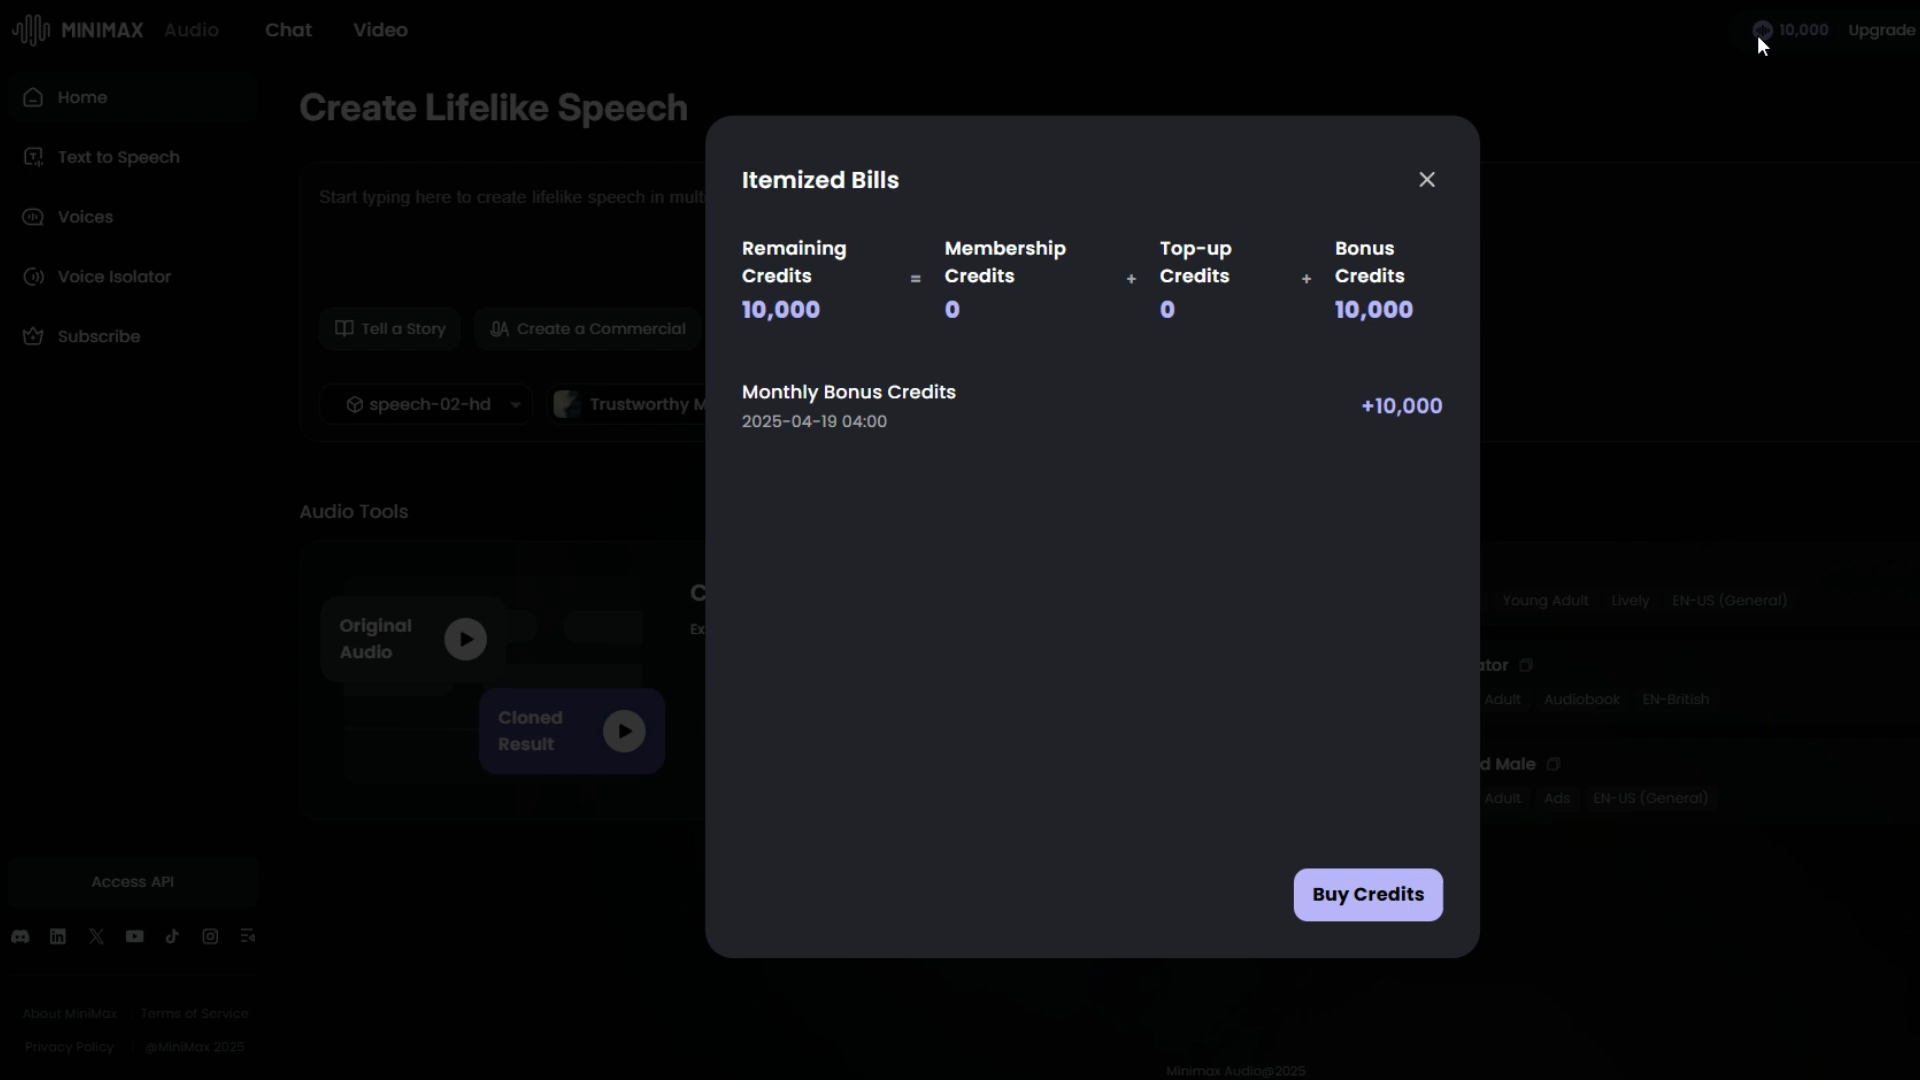 MINIMAX Audio Chat Video 10,000 Upgrade
Home
Text to Speech
Voices
Voice Isolator
Subscribe
Create Lifelike Speech
Start typing here to create lifelike speech in
Tell a Story
Create a Commercial
speech-02-hd
Trustworthy
Itemized Bills
Remaining Credits
10,000
=
Membership Credits
0
+
Top-up Credits
0
+
Bonus Credits
10,000
Monthly Bonus Credits
2025-04-19 04:00
+10,000
Buy Credits
Audio Tools
Original
Audio
Cloned
Result
Young Adult Lively EN-US (General)
Adult Audiobook EN-British
Male
Adult Ads EN-US (General)
Access API
About MiniMax Terms of Service
Privacy Policy @MiniMax 2025
Minimax Audio@2025